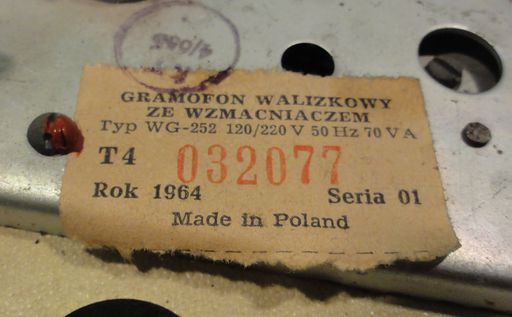 GRAMOFON WALIZKOWY
ZE WZMACNIACZEM
Typ WG-252 120/220 V 50 Hz 70 VA
T4 032077
Rok 1964 Seria 01
Made in Poland